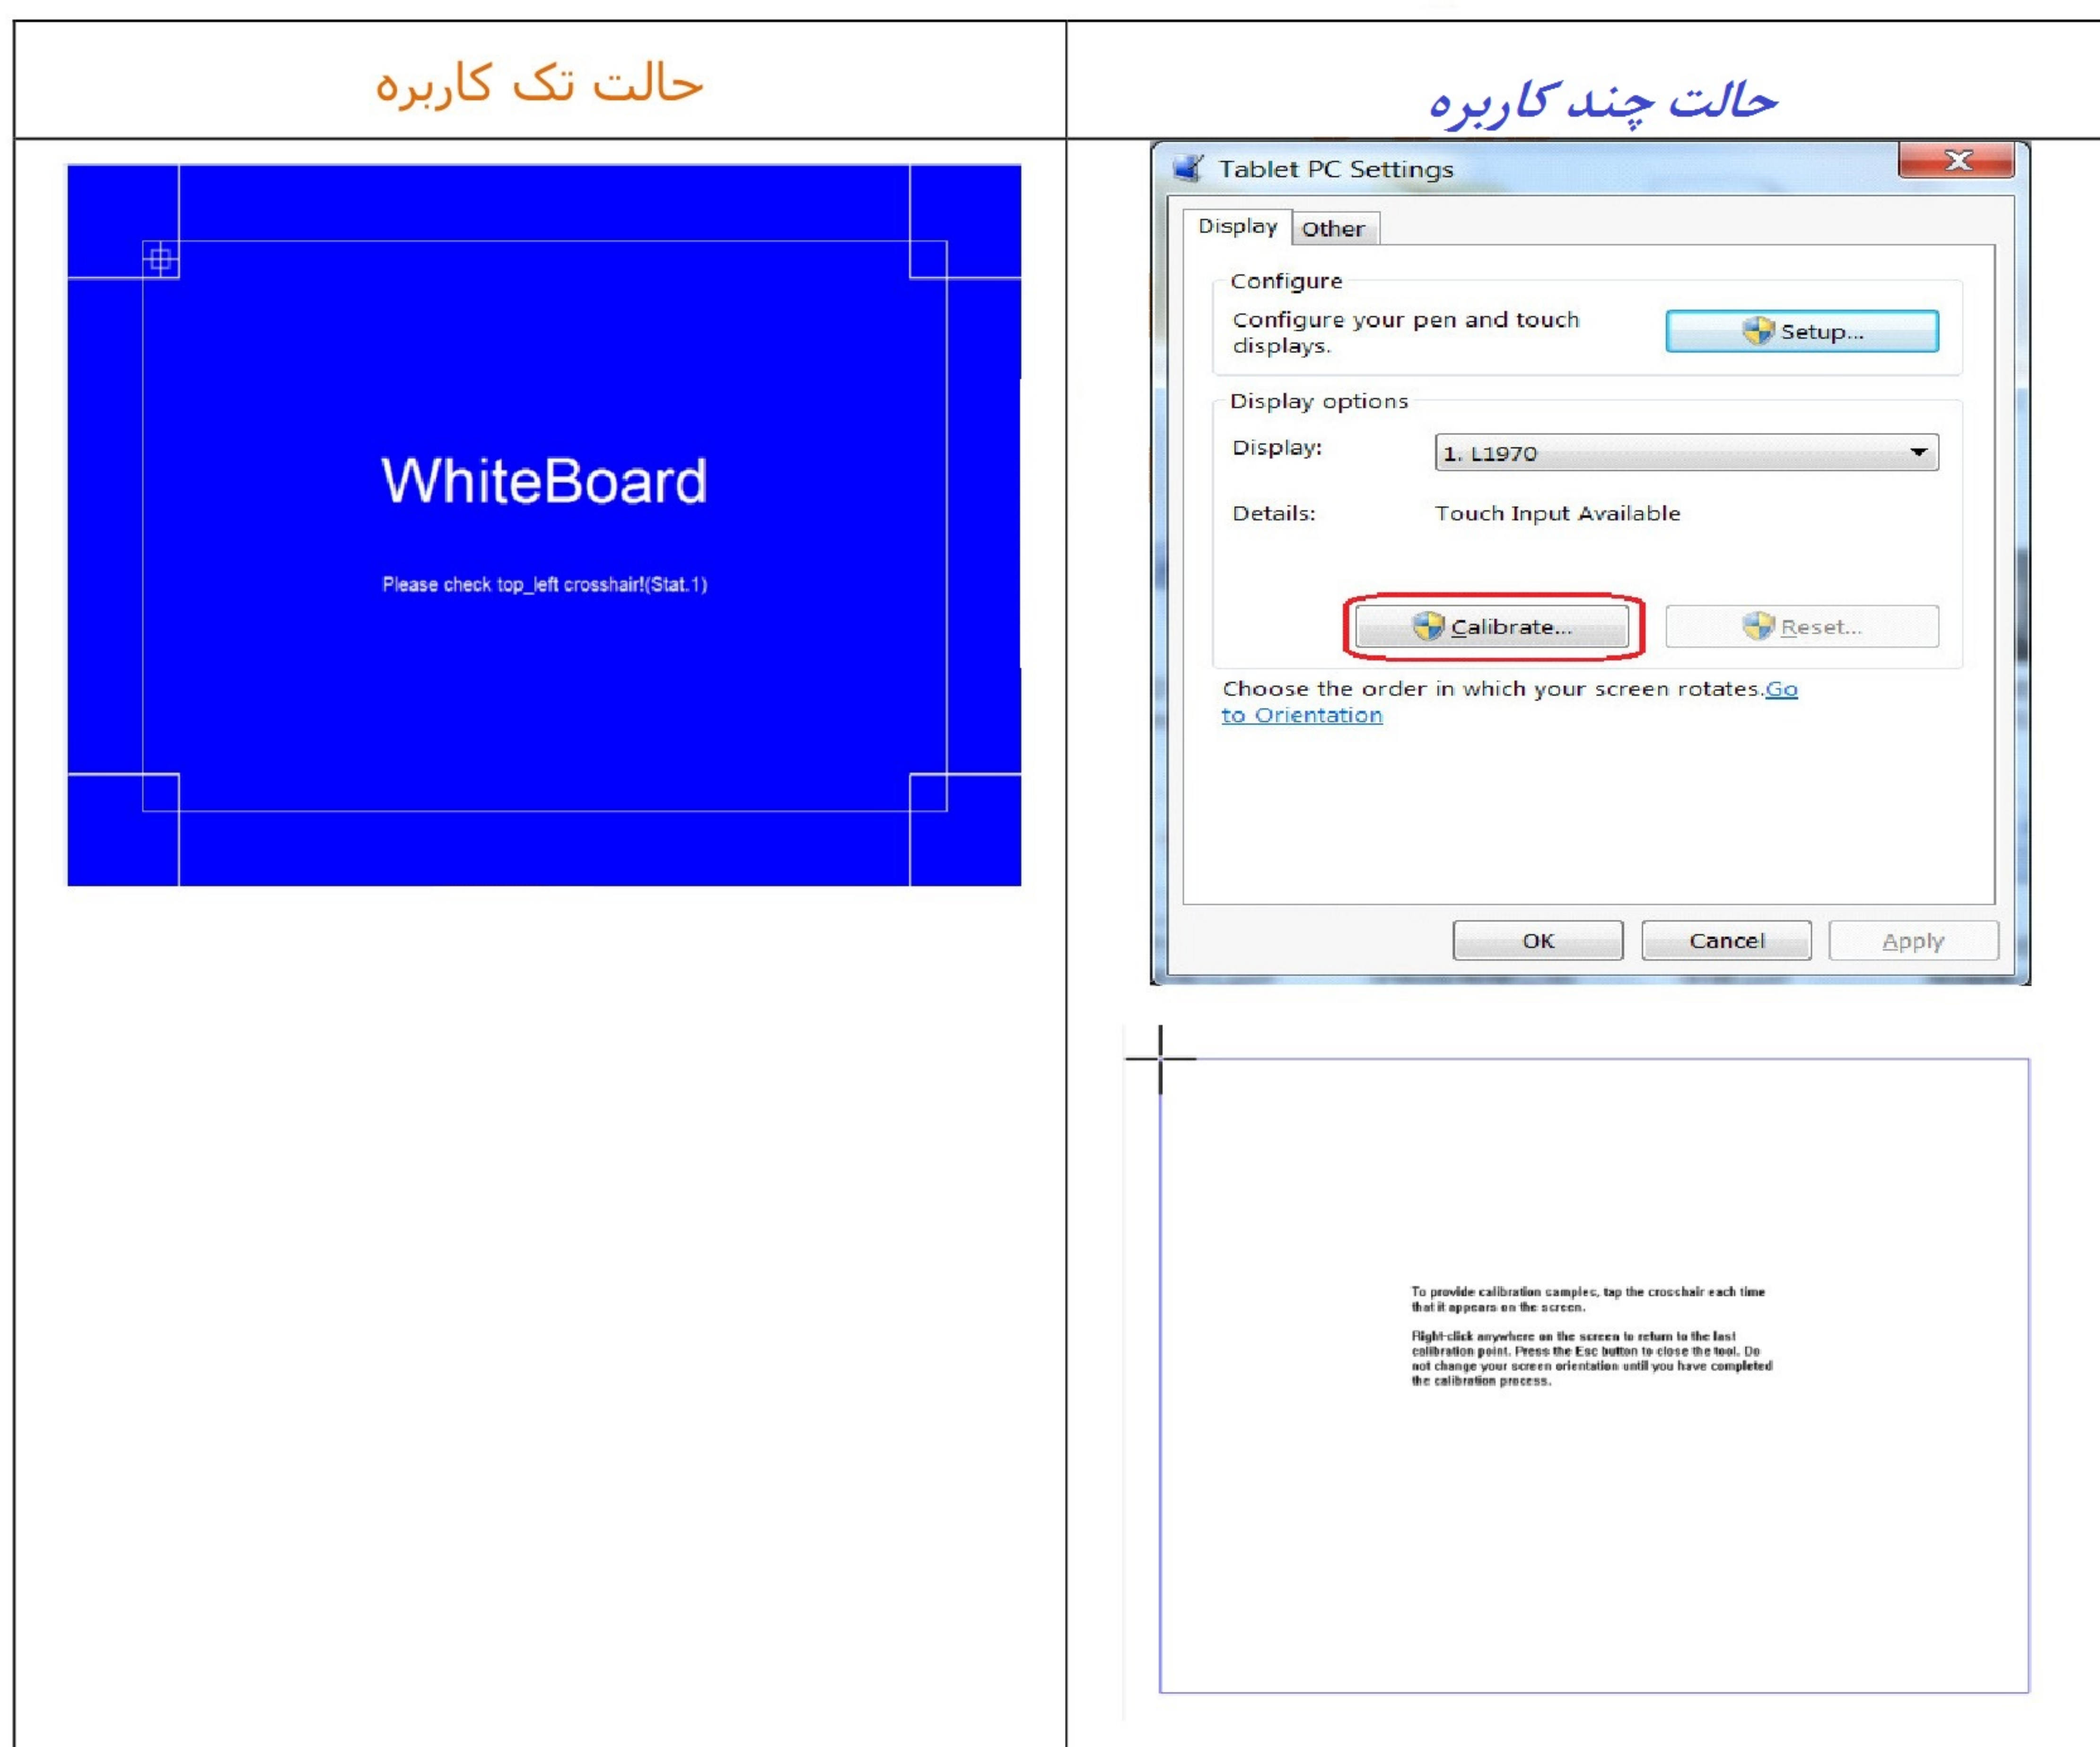 حالت چند کاربره
حالت تک کاربره
Tablet PC Settings
Display Other
Configure
Configure your pen and touch
displays.
Setup...
Display options
Display:
1. L1970
Details:
Touch Input Available
Calibrate...
Reset...
Choose the order in which your screen rotates.Go
to Orientation
OK
Cancel
Apply
To provide calibration samples, tap the crosshair each time
that it appears on the screen.
Right-click anywhere on the screen to return to the last
calibration point. Press the Esc button to close the tool. Do
not change your screen orientation until you have completed
the calibration process.
WhiteBoard
Please check top_left crosshair!(Stat.1)